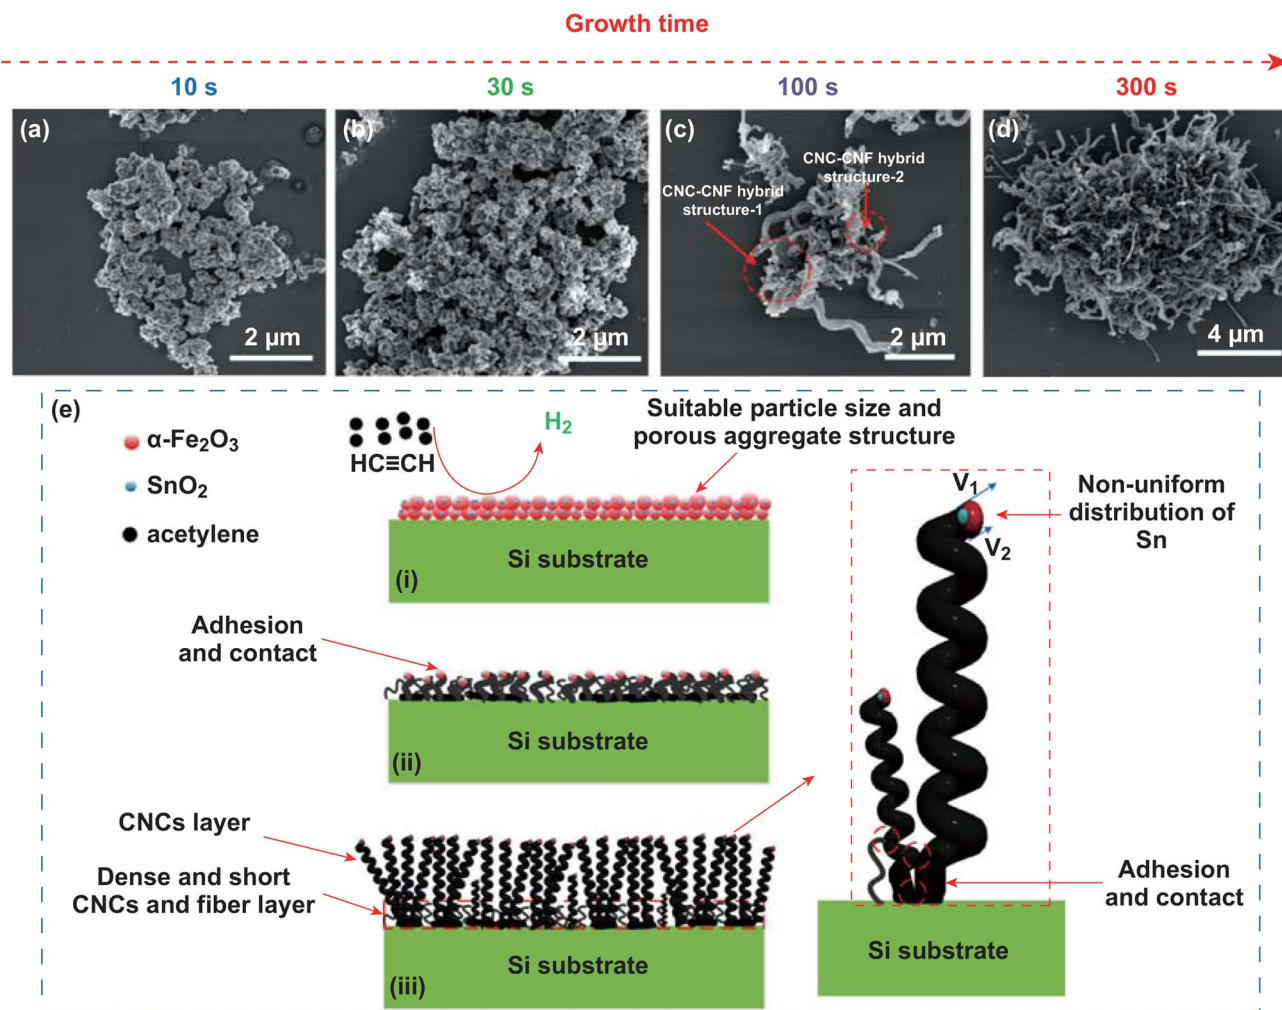 Growth time
10 s
30 s
100 s
300 s
(a)
2 µm
(b)
2 µm
(c)
CNC-CNF hybrid
structure-2
CNC-CNF hybrid
structure-1
2 µm
(d)
4 µm
(e)
α-Fe₂O₃
SnO₂
acetylene
HC≡CH
H₂
Suitable particle size and
porous aggregate structure
Si substrate
(i)
Adhesion
and contact
Si substrate
(ii)
CNCs layer
Dense and short
CNCs and fiber layer
Si substrate
(iii)
V₁
V₂
Non-uniform
distribution of
Sn
Adhesion
and contact
Si substrate